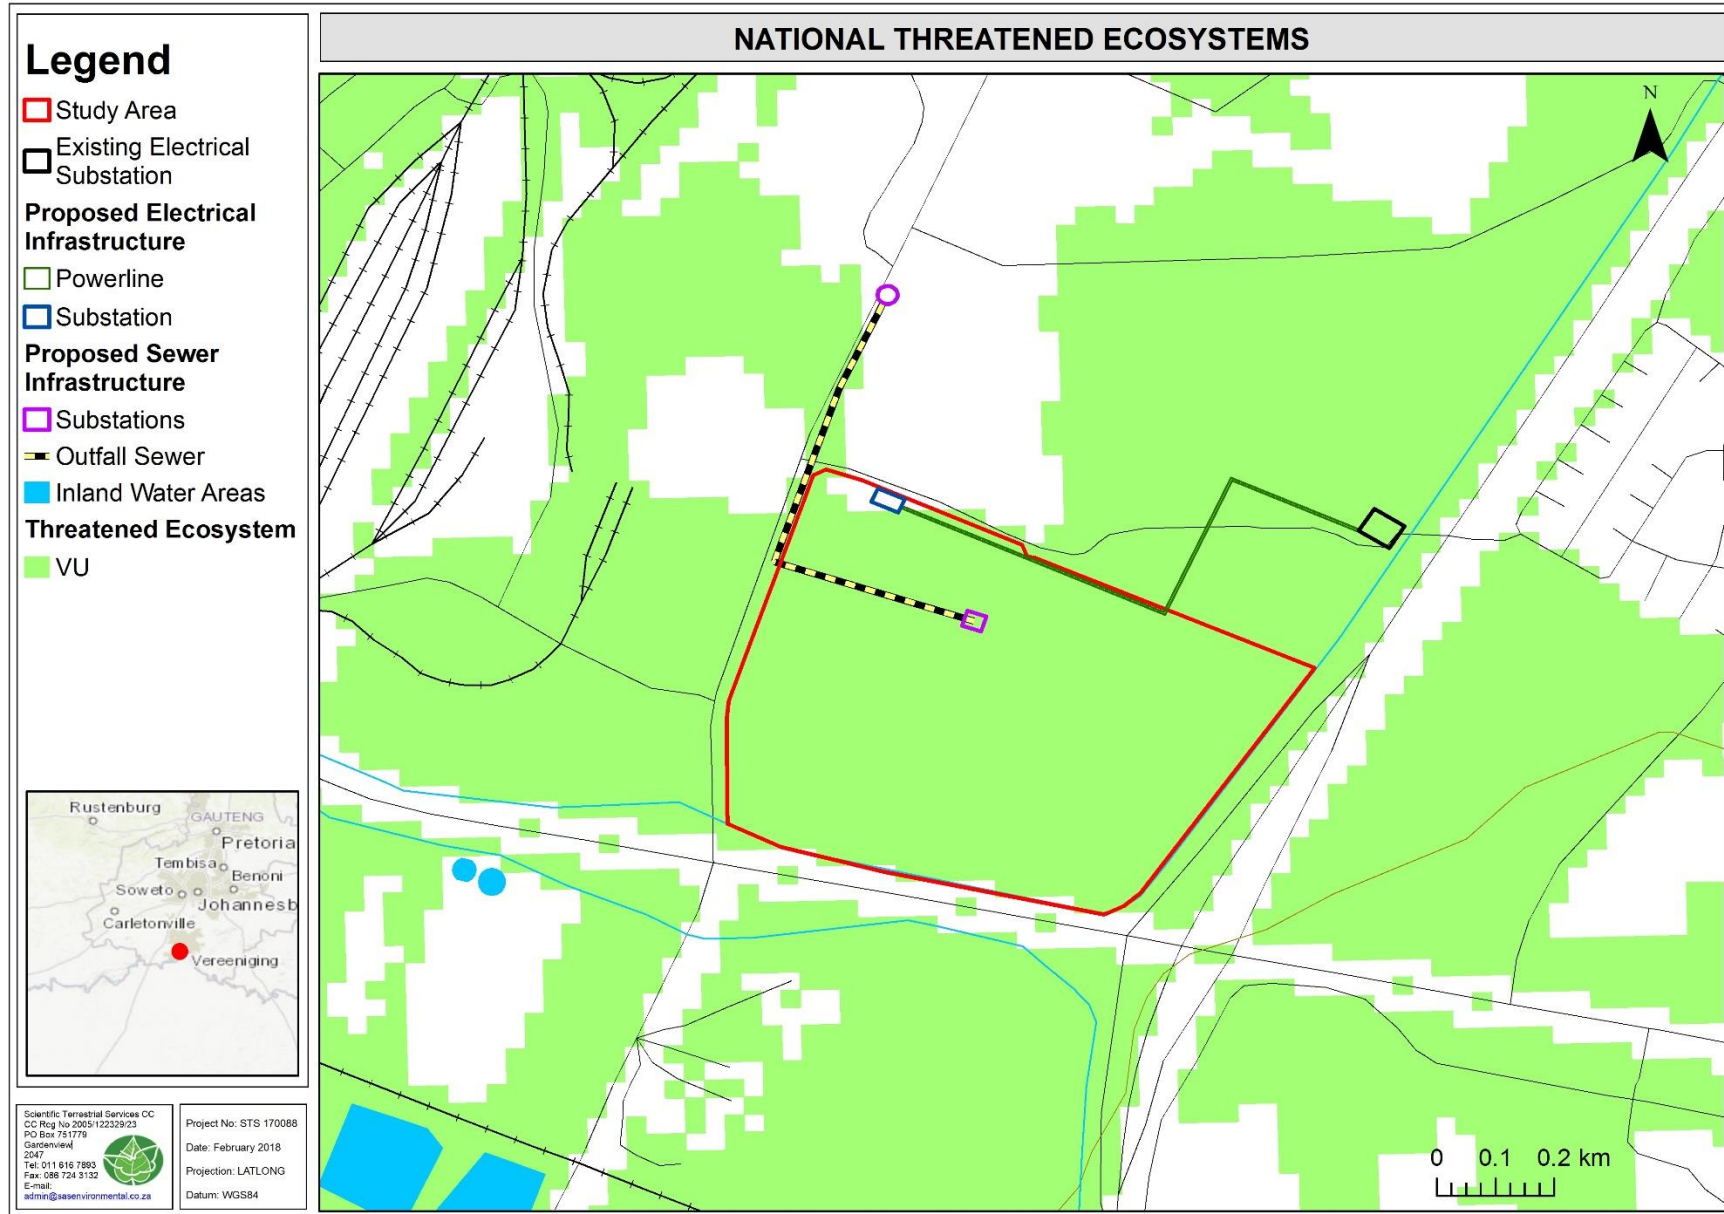 NATIONAL THREATENED ECOSYSTEMS
Legend
Study Area
Existing Electrical
Substation
Proposed Electrical
Infrastructure
Powerline
Substation
Proposed Sewer
Infrastructure
Substations
Outfall Sewer
Inland Water Areas
Threatened Ecosystem
VU
Rustenburg
GAUTENG
Pretoria
Tembisa
Benoni
Soweto
Johannesb
Carletonville
Vereeniging
Scientific Terrestrial Services CC
CC Reg No 2005/122329/23
PO Box 751779
Gardenview
2047
Tel: 011 616 7893
Fax: 086 724 3132
E-mail:
admin@sasenvironmental.co.za
Project No: STS 170088
Date: February 2018
Projection: LATLONG
Datum: WGS84
N
0 0.1 0.2 km